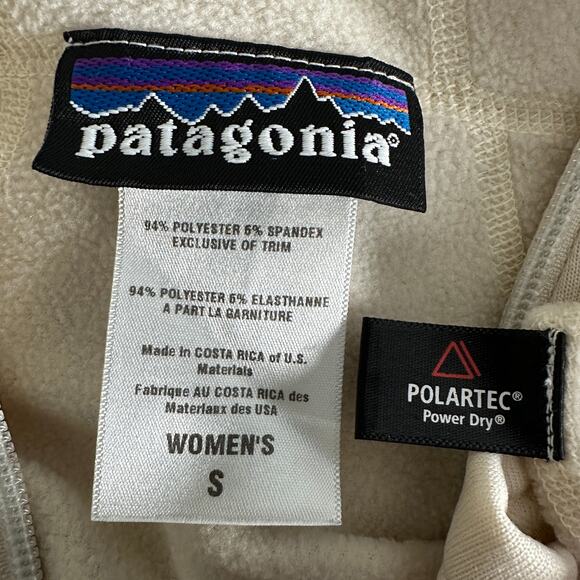 patagonia®
94% POLYESTER 6% SPANDEX
EXCLUSIVE OF TRIM
94% POLYESTER 6% ELASTHANNE
A PART LA GARNITURE
Made in COSTA RICA of U.S.
Materials
Fabrique AU COSTA RICA des
Materiaux des USA
WOMEN'S
S
POLARTEC®
Power Dry®